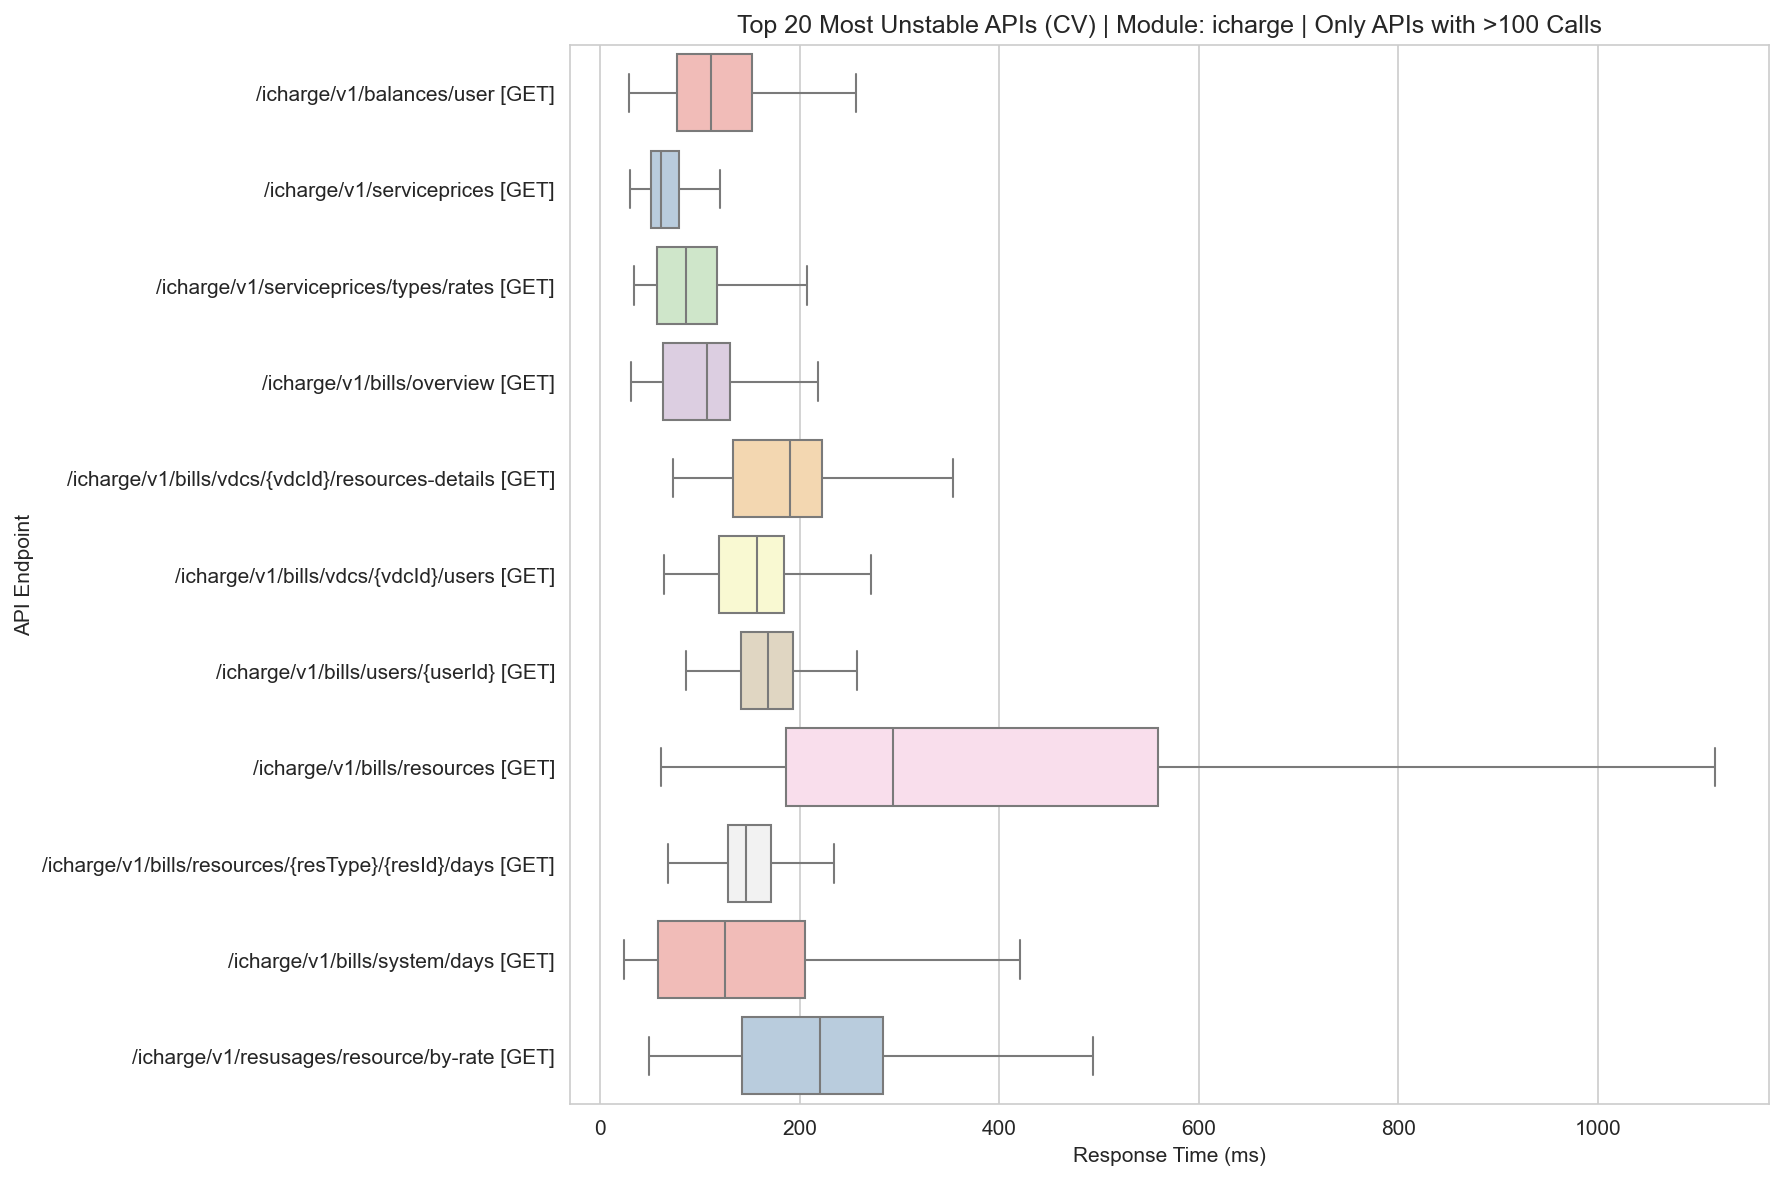 Top 20 Most Unstable APIs (CV) | Module: icharge | Only APIs with >100 Calls
API Endpoint
/icharge/v1/balances/user [GET]
/icharge/v1/serviceprices [GET]
/icharge/v1/serviceprices/types/rates [GET]
/icharge/v1/bills/overview [GET]
/icharge/v1/bills/vdcs/{vdcId}/resources-details [GET]
/icharge/v1/bills/vdcs/{vdcId}/users [GET]
/icharge/v1/bills/users/{userId} [GET]
/icharge/v1/bills/resources [GET]
/icharge/v1/bills/resources/{resType}/{resId}/days [GET]
/icharge/v1/bills/system/days [GET]
/icharge/v1/resusages/resource/by-rate [GET]
0 200 400 600 800 1000
Response Time (ms)